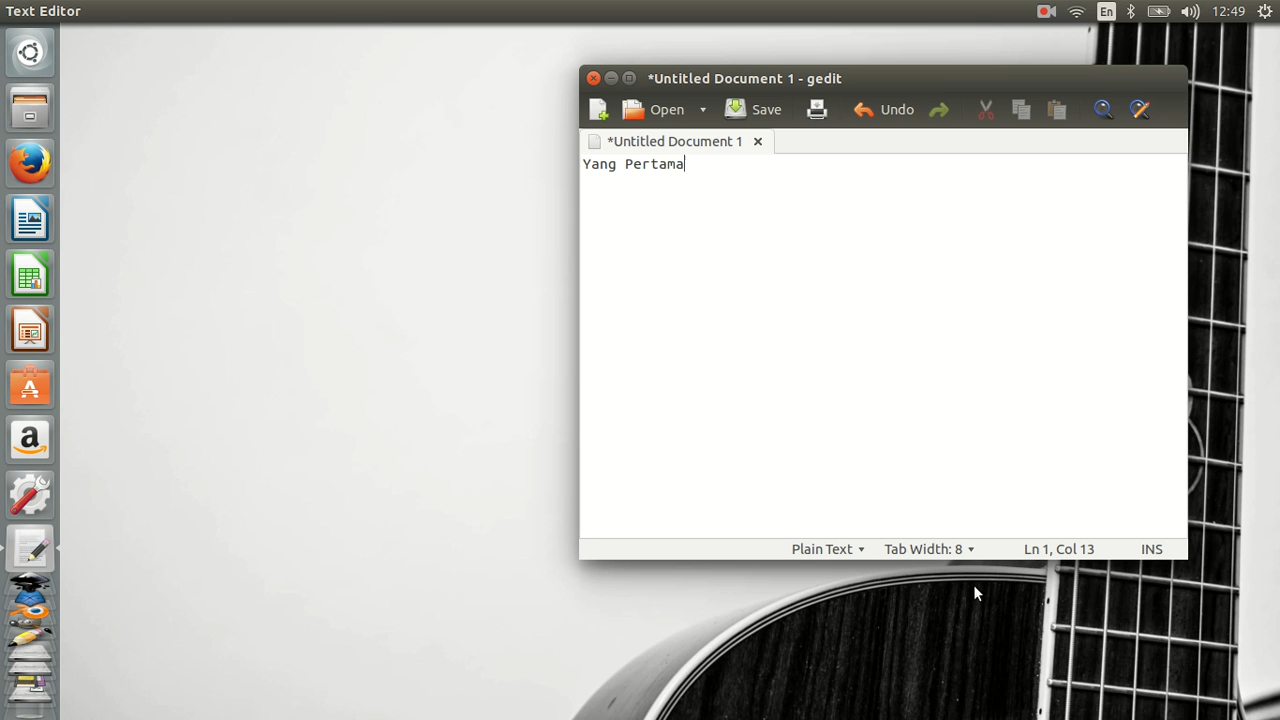 Text Editor
En
12:49
*Untitled Document 1 - gedit
Open
Save
Undo
*Untitled Document 1
Yang Pertama
Plain Text
Tab Width: 8
Ln 1, Col 13
INS